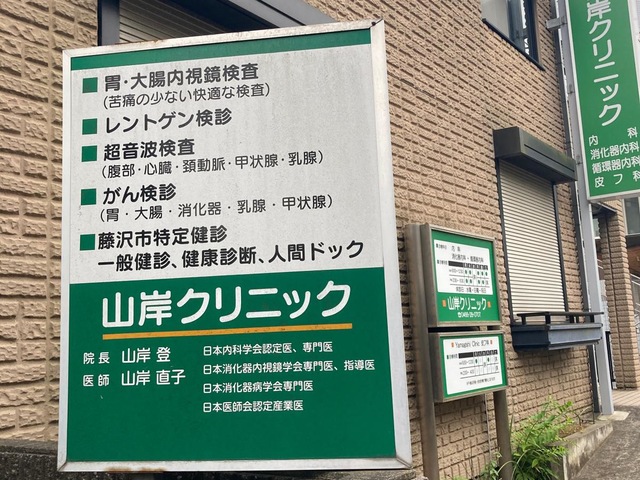 ■胃・大腸内視鏡検査
(苦痛の少ない快適な検査)
■レントゲン検診
■超音波検査
(腹部・心臓・頚動脈・甲状腺・乳腺)
■がん検診
(胃・大腸・消化器・乳腺・甲状腺)
■藤沢市特定健診
一般健診、健康診断、人間ドック
山岸クリニック
院長 山岸 登
医師 山岸 直子
日本内科学会認定医、専門医
日本消化器内視鏡学会専門医、指導医
日本消化器病学会専門医
日本医師会認定産業医
内科
山岸クリニック
Yamagishi Clinic
岸クリニック
内科
消化器内科
循環器内科
皮フ科